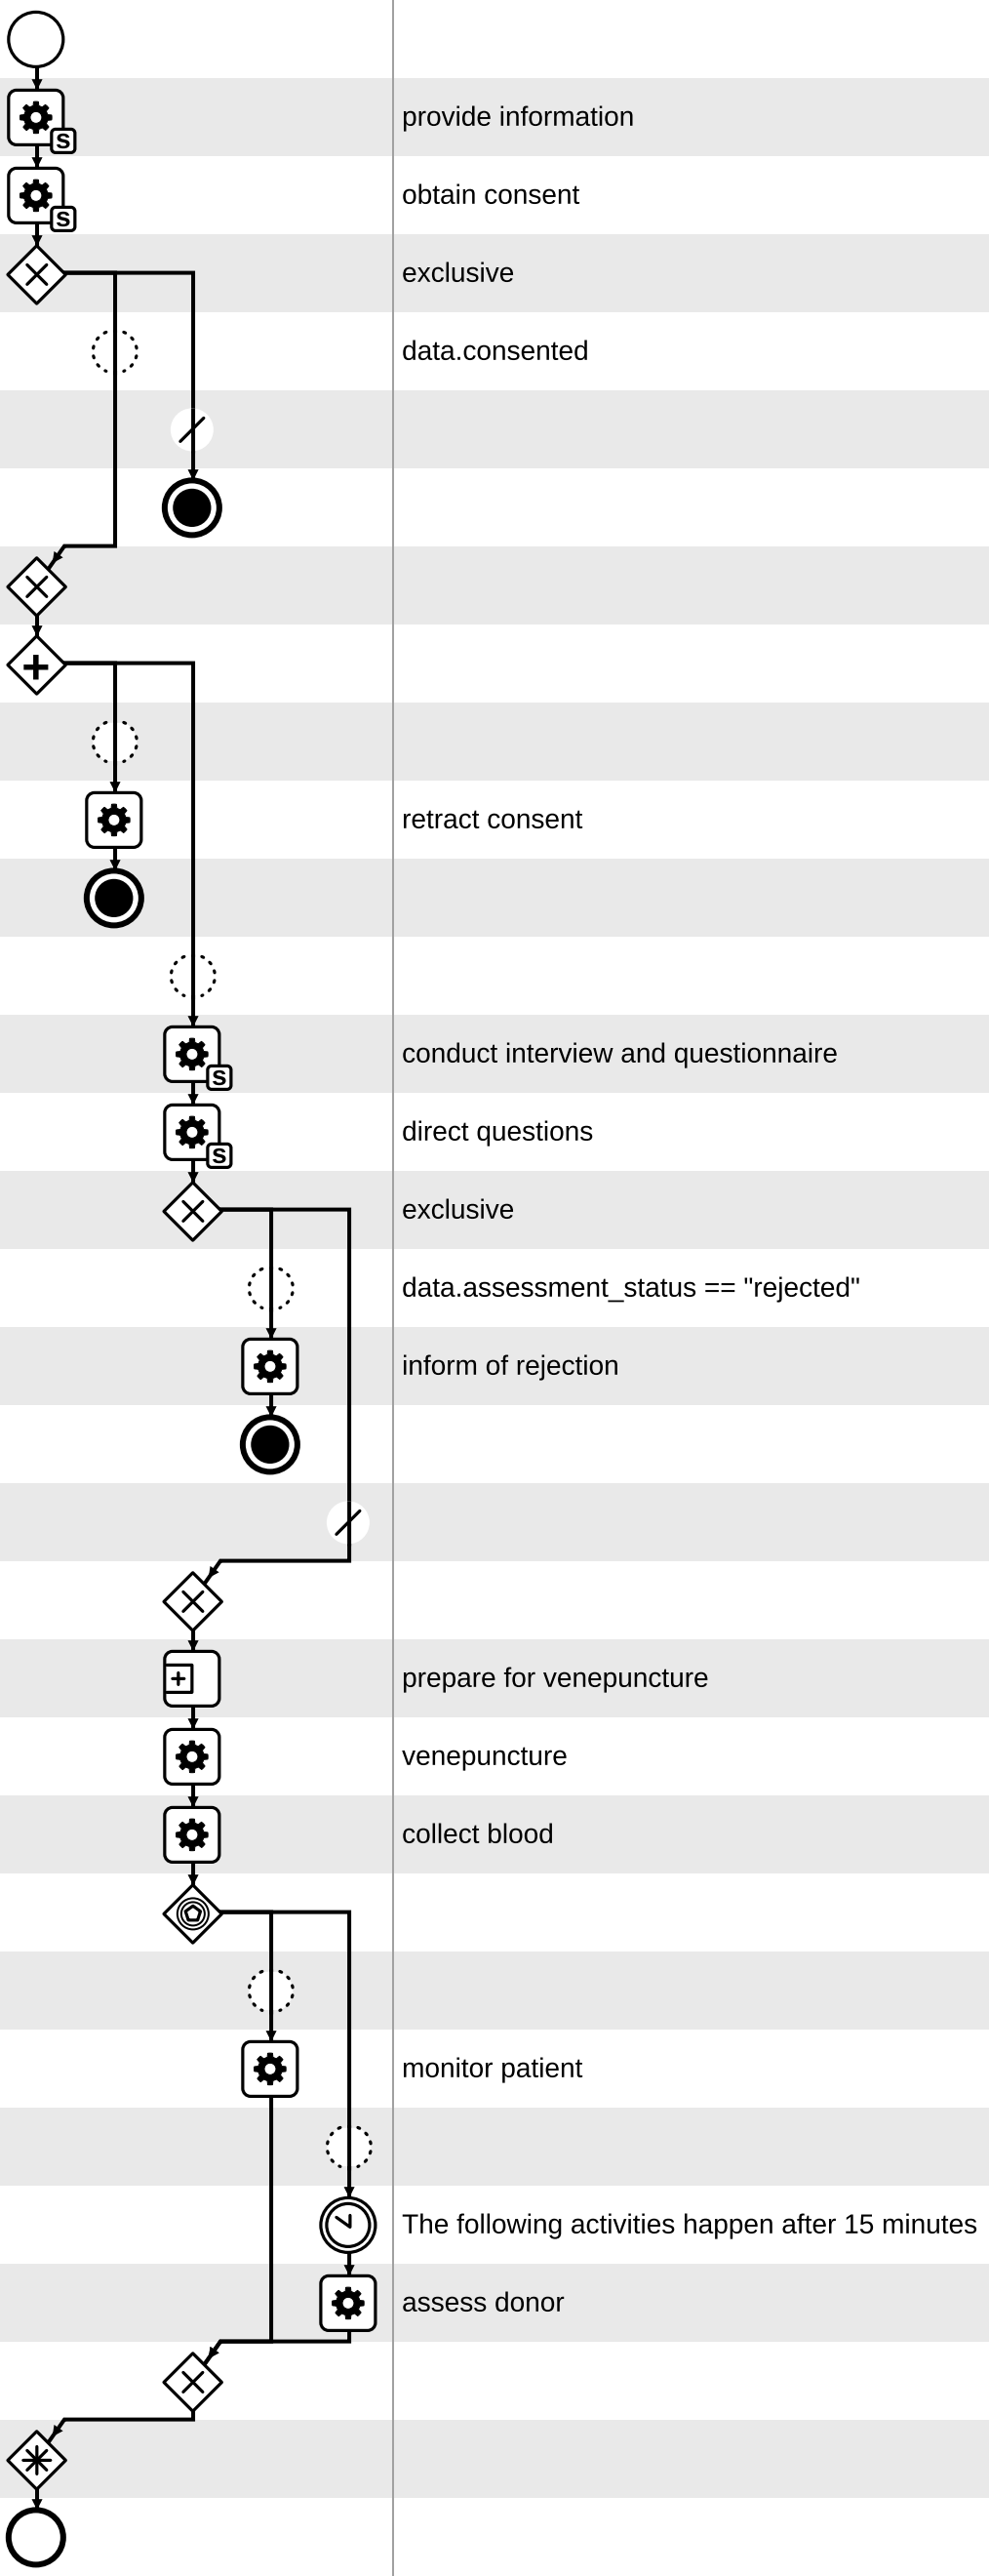 provide information
S
obtain consent
S
exclusive
data.consented
retract consent
conduct interview and questionnaire
S
direct questions
S
exclusive
data.assessment_status == "rejected"
inform of rejection
prepare for venepuncture
venepuncture
collect blood
monitor patient
The following activities happen after 15 minutes
assess donor